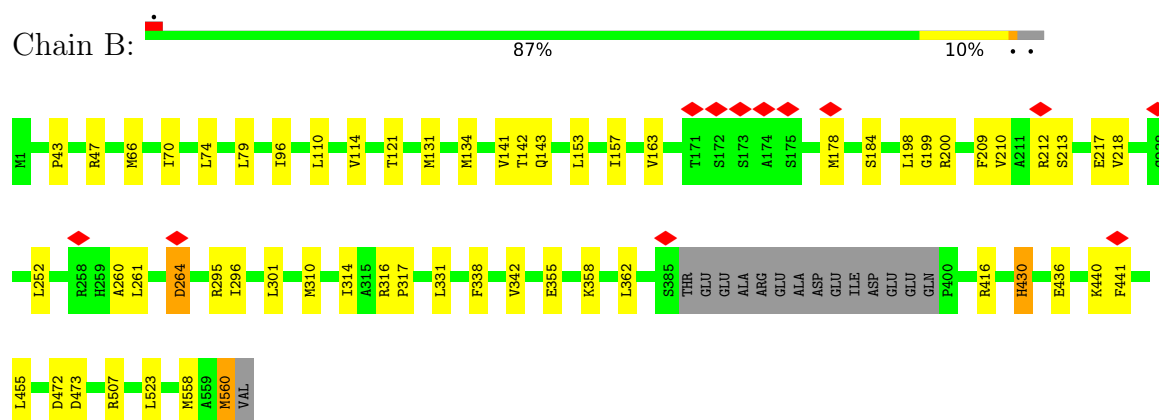 Chain B:
87% 10%
M1 P43 R47 M66 I70 L74 L79 I96 L110 V114 T121 M131 M134 V141 T142 Q143 L153 I157 V163 T171 S172 S173 A174 S175 M178 S184 L198 G199 R200 F209 V210 A211 R212 S213 E217 V218
L252 R258 H259 A260 L261 D264 R295 I296 L301 M310 I314 A315 R316 P317 L331 F338 V342 E355 K358 L362 S385 THR GLU GLU ALA ARG GLU ALA ASP GLU ILE ASP GLU GLU GLN P400 R416 H430 E436 K440 F441
L455 D472 D473 R507 L523 M558 A559 M560 VAL